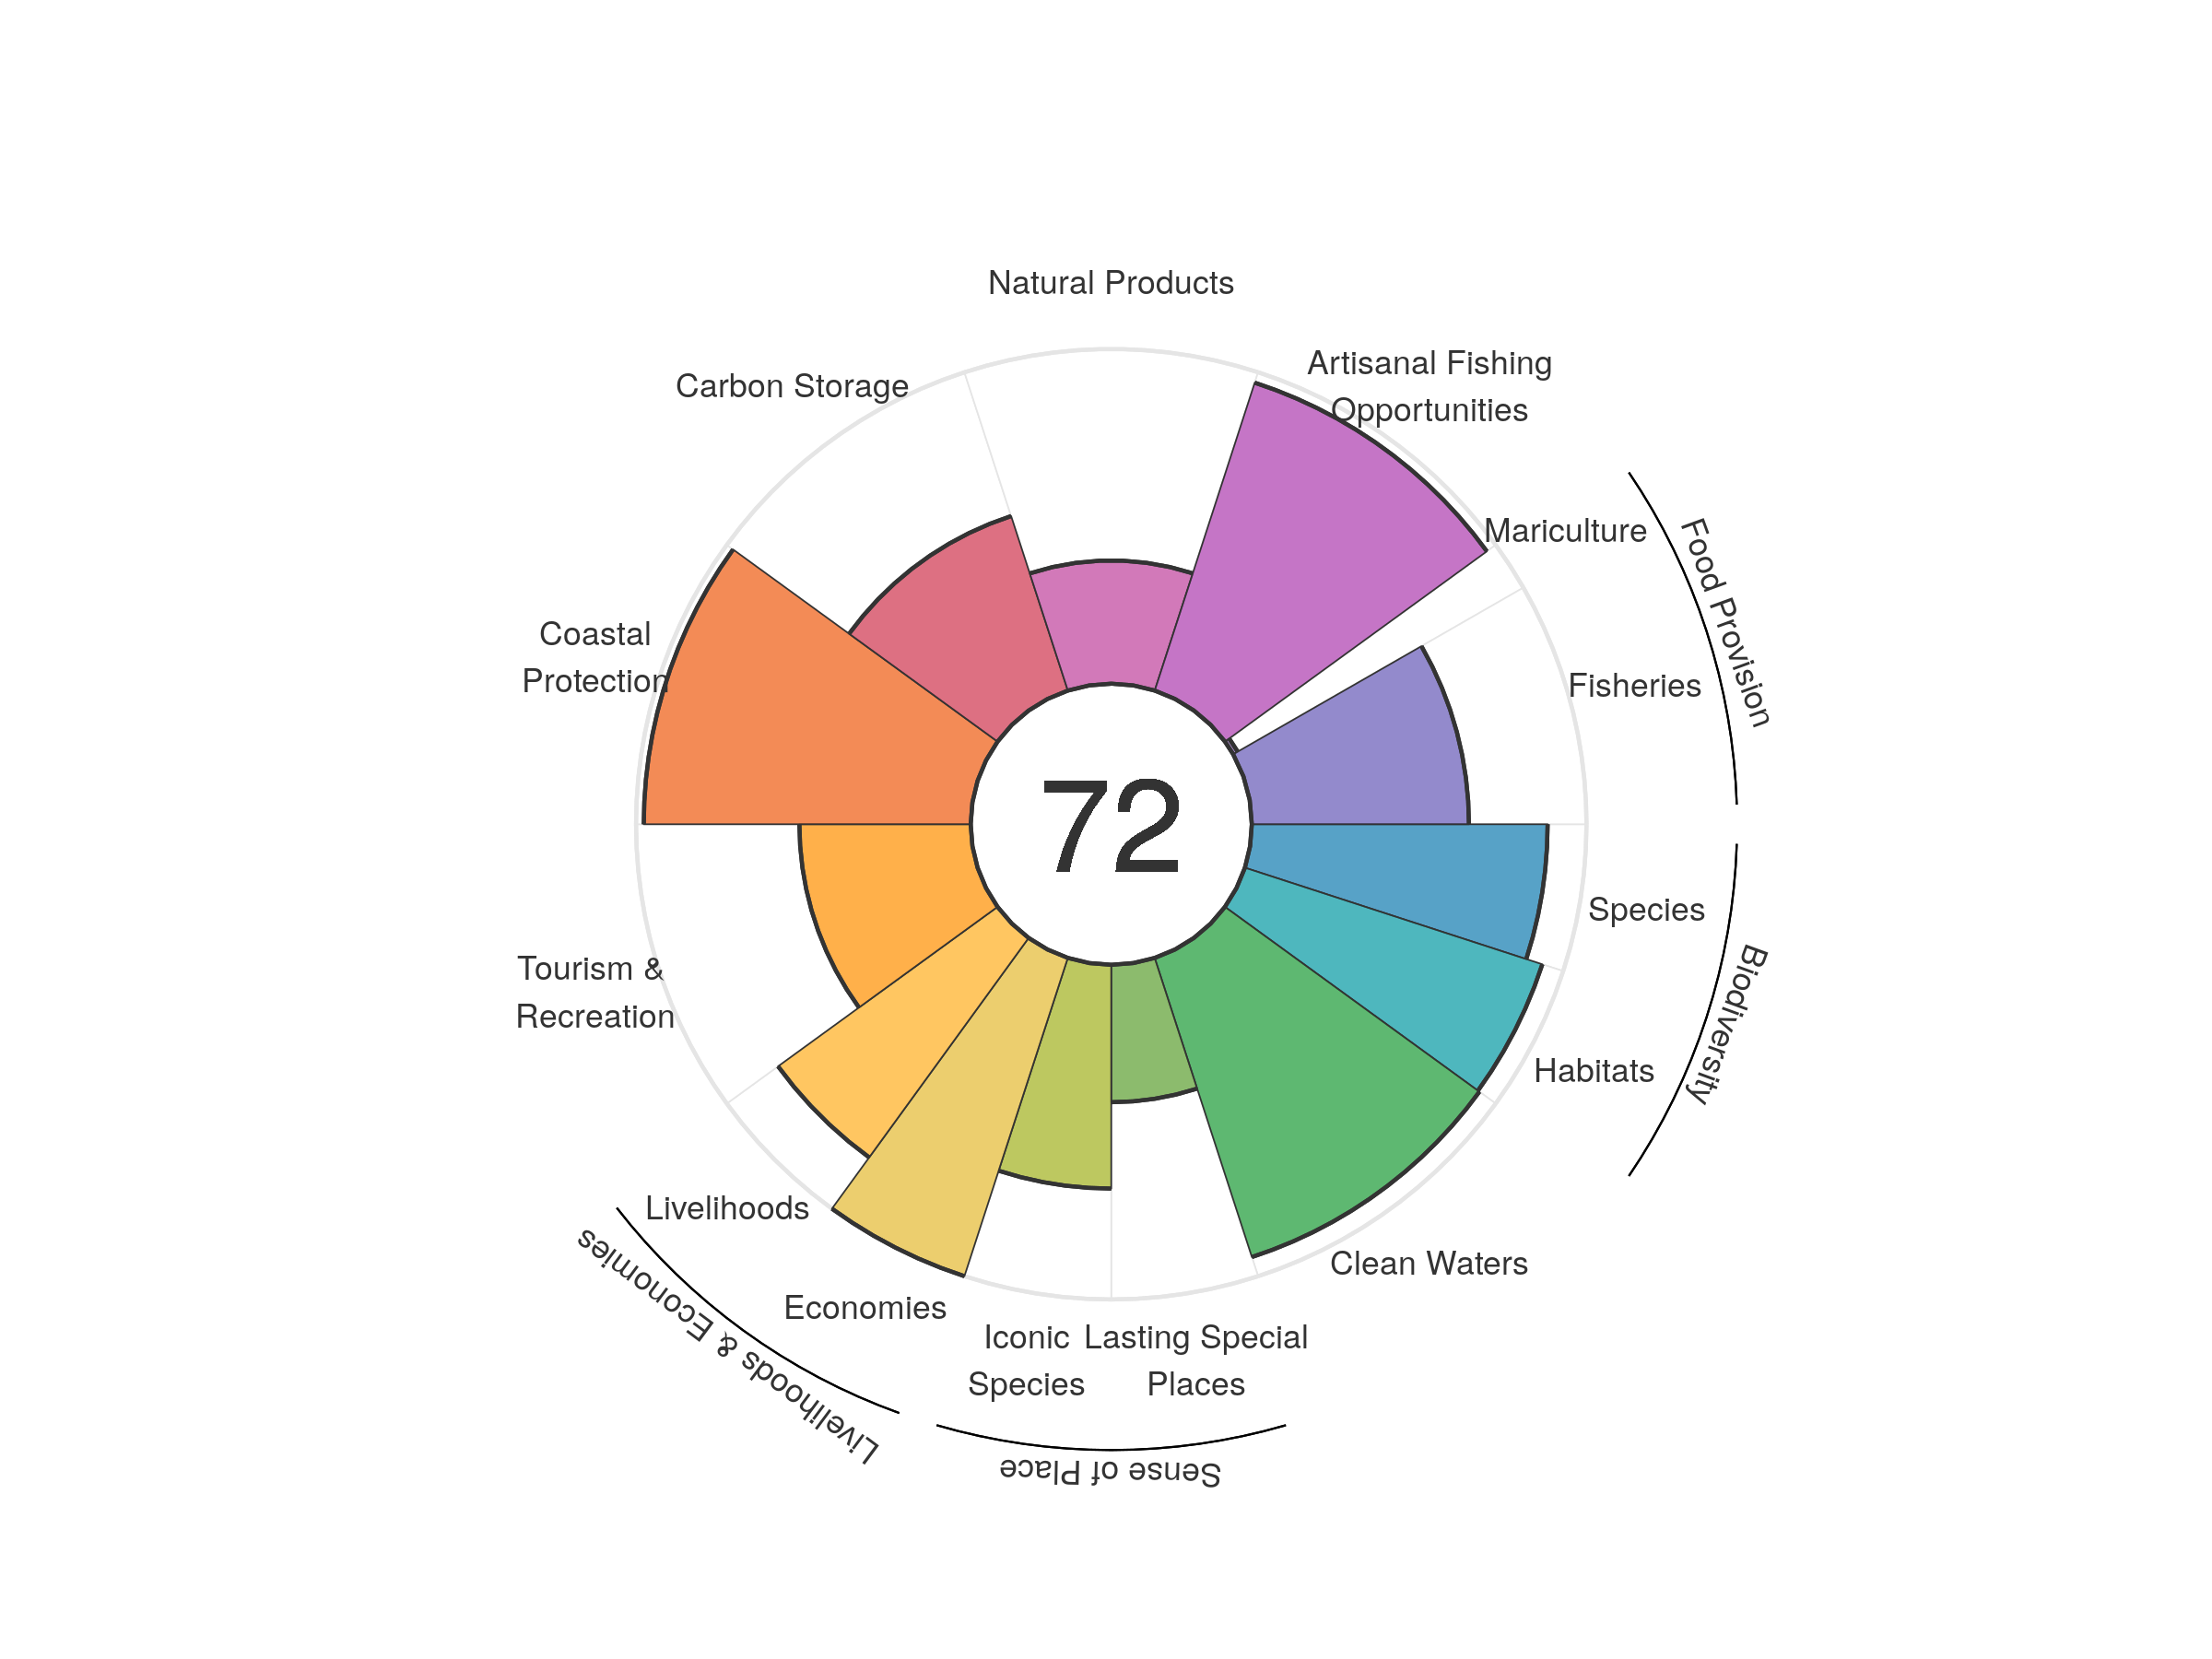 Natural Products
Artisanal Fishing
Opportunities
Carbon Storage
Mariculture
Food Provision
Coastal
Protection
Fisheries
72
Species
Biodiversity
Tourism &
Recreation
Habitats
Livelihoods
Clean Waters
Economies
Livelihoods & Economies
Iconic
Species
Lasting Special
Places
Sense of Place